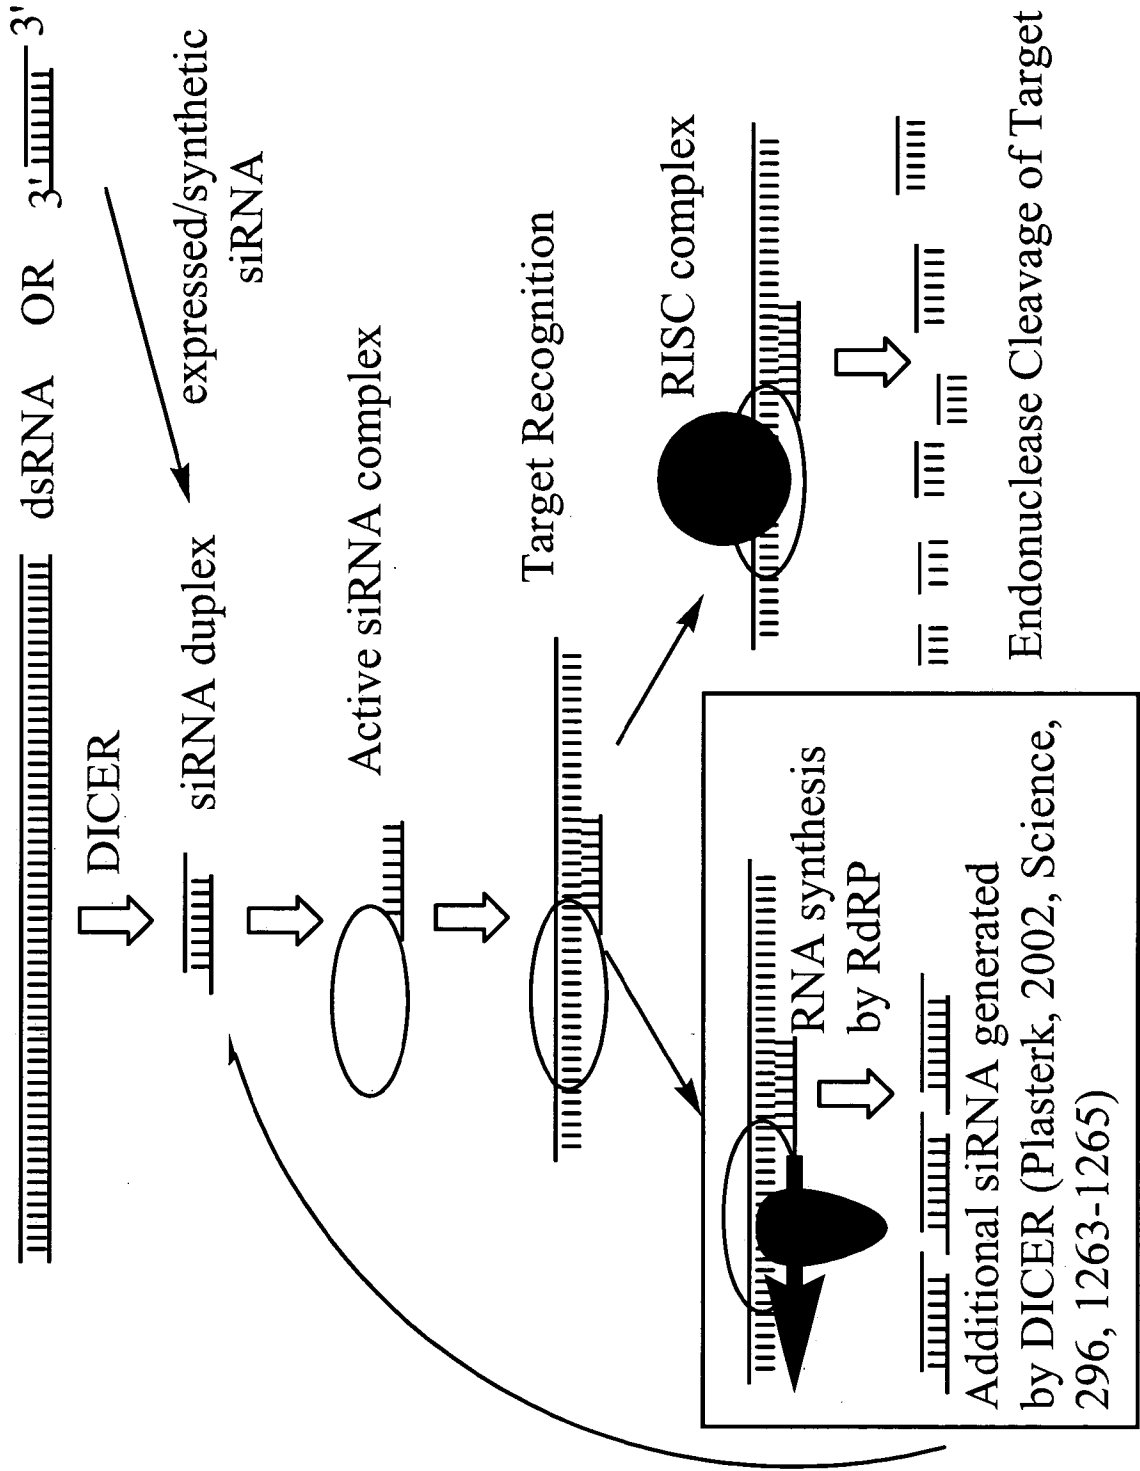 dsRNA OR 3' 3'
DICER
expressed/synthetic
siRNA
siRNA duplex
Active siRNA complex
Target Recognition
RISC complex
RNA synthesis
by RdRP
Additional siRNA generated
by DICER (Plasterk, 2002, Science,
296, 1263-1265)
Endonuclease Cleavage of Target